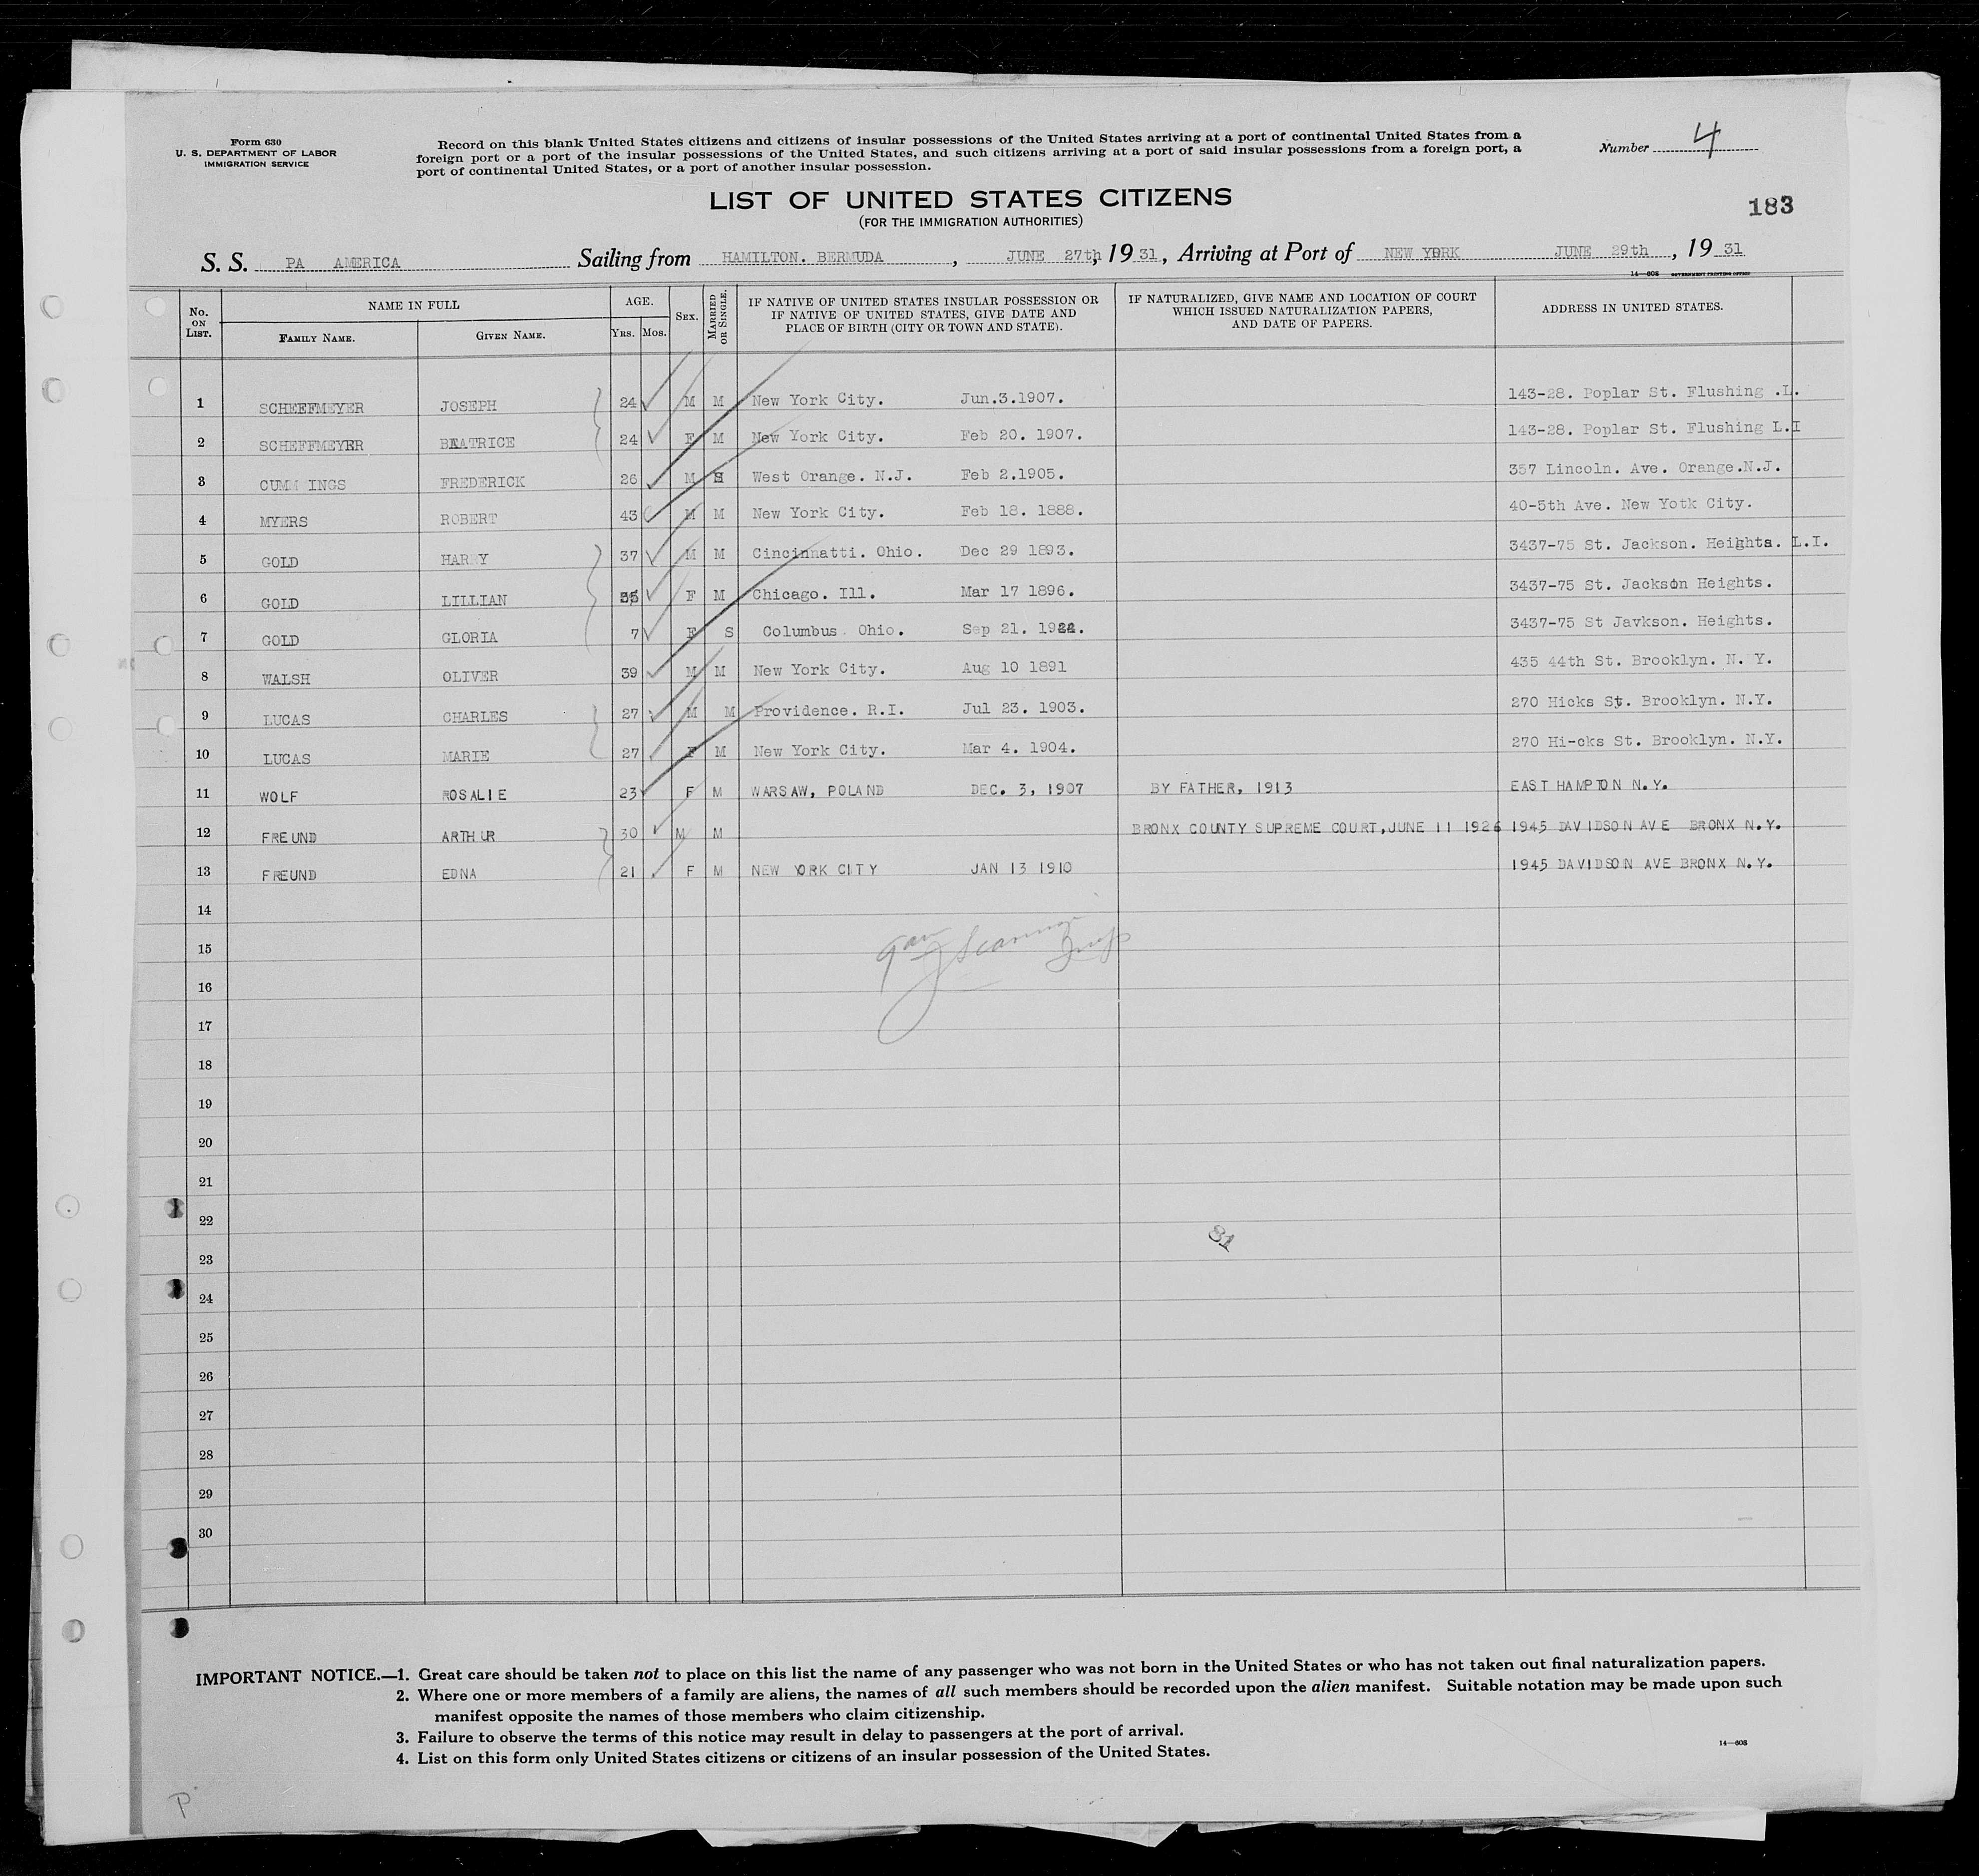 Form 630
U. S. DEPARTMENT OF LABOR
IMMIGRATION SERVICE
Record on this blank United States citizens and citizens of insular possessions of the United States arriving at a port of continental United States from a
foreign port or a port of the insular possessions of the United States, and such citizens arriving at a port of said insular possessions from a foreign port, a
port of continental United States, or a port of another insular possession.
Number 4
LIST OF UNITED STATES CITIZENS
(FOR THE IMMIGRATION AUTHORITIES)
183
S. S. PA AMERICA Sailing from HAMILTON. BERMUDA, JUNE 27th, 19 31, Arriving at Port of NEW YORK JUNE 29th, 19 31
14—608 GOVERNMENT PRINTING OFFICE
No. ON LIST. NAME IN FULL FAMILY NAME. GIVEN NAME. AGE. YRS. MOS. SEX. MARRIED OR SINGLE. IF NATIVE OF UNITED STATES INSULAR POSSESSION OR IF NATIVE OF UNITED STATES, GIVE DATE AND PLACE OF BIRTH (CITY OR TOWN AND STATE). IF NATURALIZED, GIVE NAME AND LOCATION OF COURT WHICH ISSUED NATURALIZATION PAPERS, AND DATE OF PAPERS. ADDRESS IN UNITED STATES.
1 SCHEFFMEYER JOSEPH 24 M M New York City. Jun.3.1907. 143-28. Poplar St. Flushing .L.
2 SCHEFFMEYER BEATRICE 24 F M New York City. Feb 20. 1907. 143-28. Poplar St. Flushing L.I
3 CUMM INGS FREDERICK 26 M West Orange. N.J. Feb 2.1905. 357 Lincoln. Ave. Orange.N.J.
4 MYERS ROBERT 43 M M New York City. Feb 18. 1888. 40-5th Ave. New Yotk City.
5 GOLD HARRY 37 M M Cincinnatti. Ohio. Dec 29 1893. 3437-75 St. Jackson. Heights. L.I.
6 GOLD LILLIAN F M Chicago. Ill. Mar 17 1896. 3437-75 St. Jackson Heights.
7 GOLD GLORIA 7 F S Columbus. Ohio. Sep 21. 3437-75 St Javkson. Heights.
8 WALSH OLIVER 39 M M New York City. Aug 10 1891 435 44th St. Brooklyn. N. Y.
9 LUCAS CHARLES 27 M M Providence. R.I. Jul 23. 1903. 270 Hicks St. Brooklyn. N.Y.
10 LUCAS MARIE 27 F M New York City. Mar 4. 1904. 270 Hi-cks St. Brooklyn. N.Y.
11 WOLF ROSALIE 23 F M WARSAW, POLAND DEC. 3, 1907 BY FATHER, 1913 EAST HAMPTON N.Y.
12 FREUND ARTHUR 30 M M BRONX COUNTY SUPREME COURT,JUNE 11 1926 1945 DAVIDSON AVE BRONX N.Y.
13 FREUND EDNA 21 F M NEW YORK CITY JAN 13 1910 1945 DAVIDSON AVE BRONX N.Y.
14
15
16
17
18
19
20
21
22
81
23
24
25
26
27
28
29
30
IMPORTANT NOTICE.—1. Great care should be taken not to place on this list the name of any passenger who was not born in the United States or who has not taken out final naturalization papers.
2. Where one or more members of a family are aliens, the names of all such members should be recorded upon the alien manifest. Suitable notation may be made upon such
manifest opposite the names of those members who claim citizenship.
3. Failure to observe the terms of this notice may result in delay to passengers at the port of arrival.
4. List on this form only United States citizens or citizens of an insular possession of the United States.
14—608
P